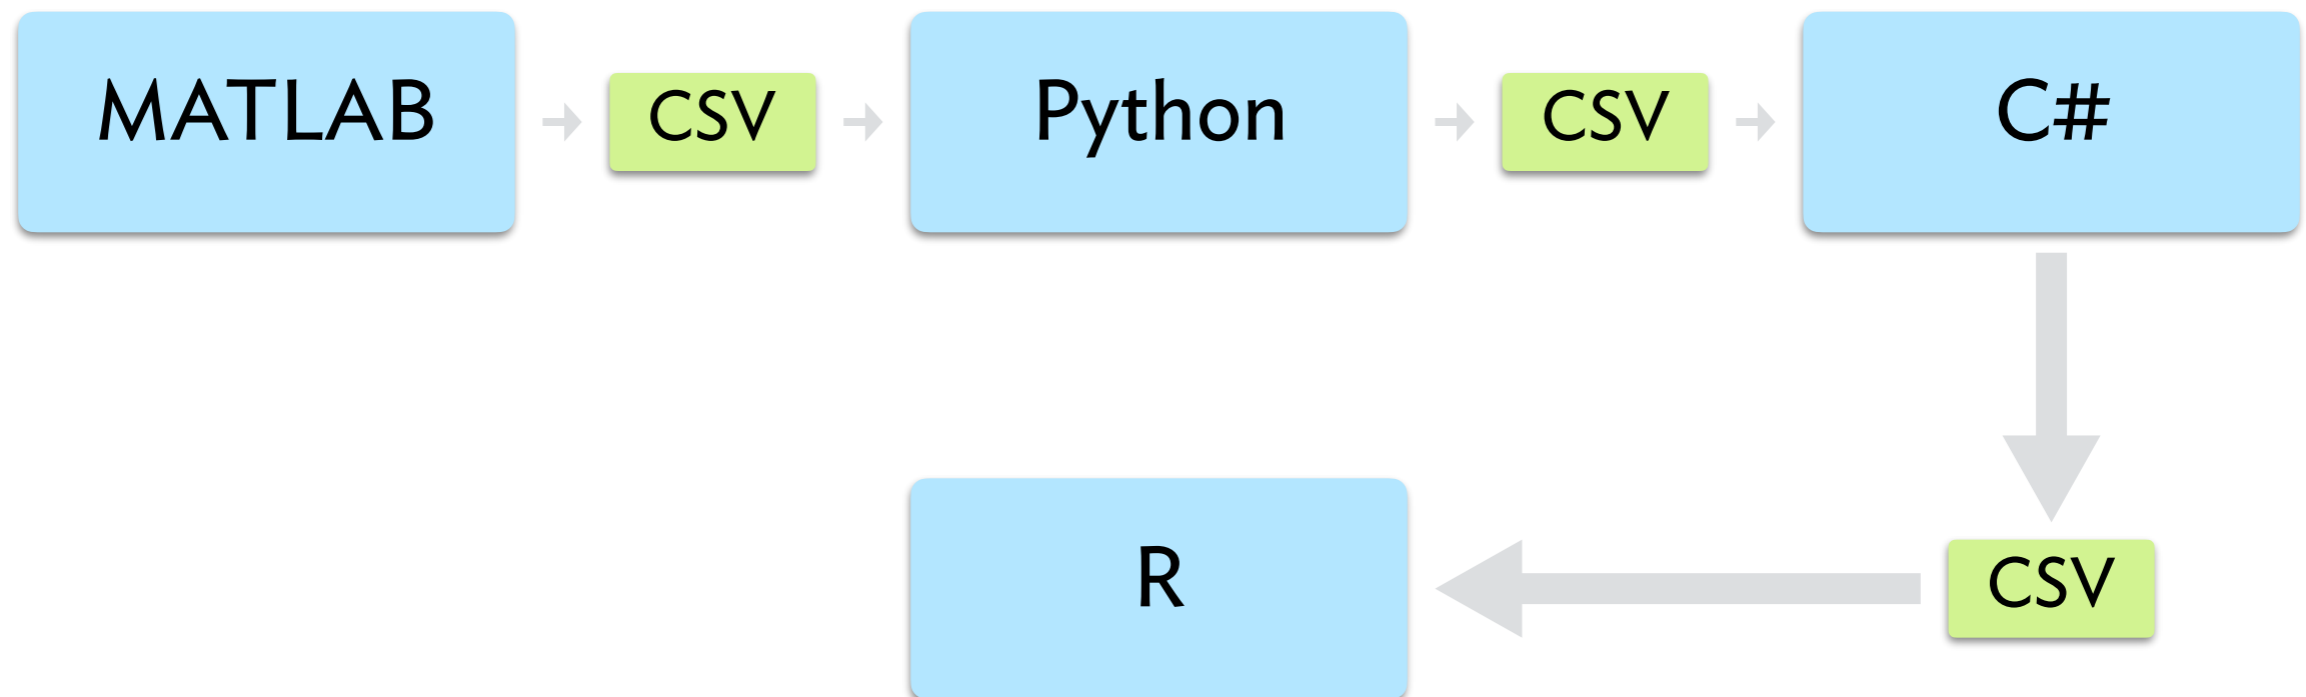 MATLAB
CSV
Python
CSV
C#
CSV
R